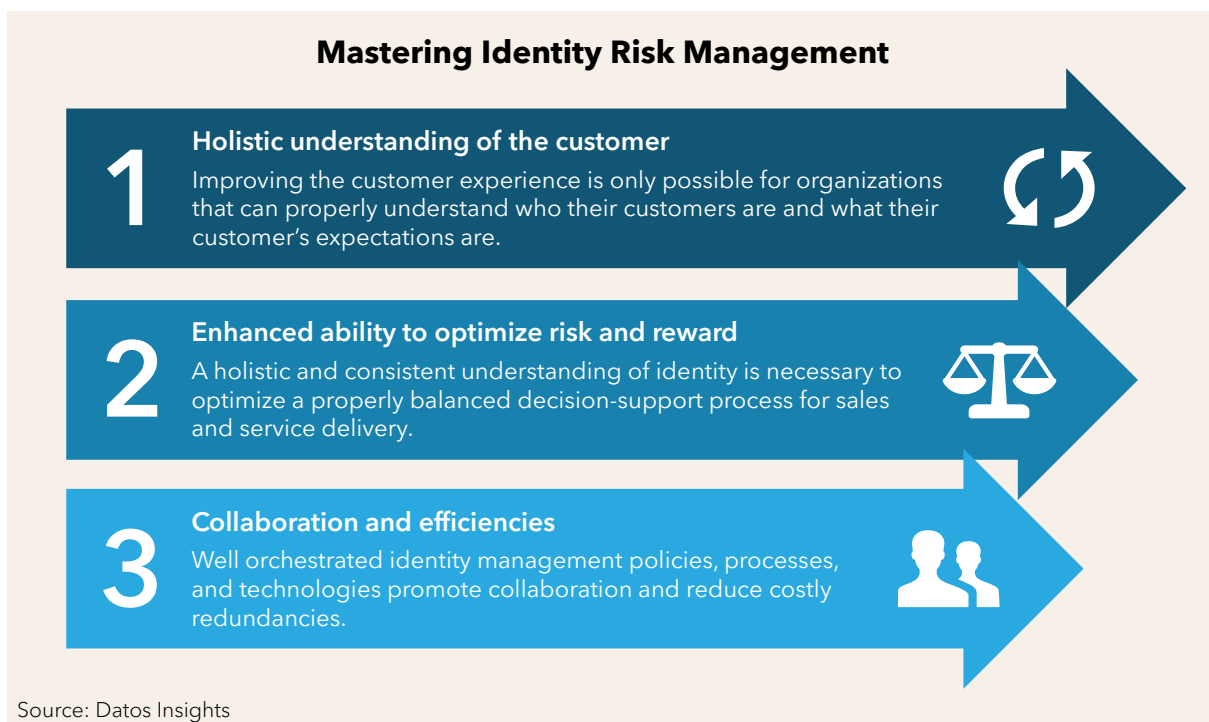 Mastering Identity Risk Management
1
Holistic understanding of the customer
Improving the customer experience is only possible for organizations
that can properly understand who their customers are and what their
customer’s expectations are.
2
Enhanced ability to optimize risk and reward
A holistic and consistent understanding of identity is necessary to
optimize a properly balanced decision-support process for sales
and service delivery.
3
Collaboration and efficiencies
Well orchestrated identity management policies, processes,
and technologies promote collaboration and reduce costly
redundancies.
Source: Datos Insights